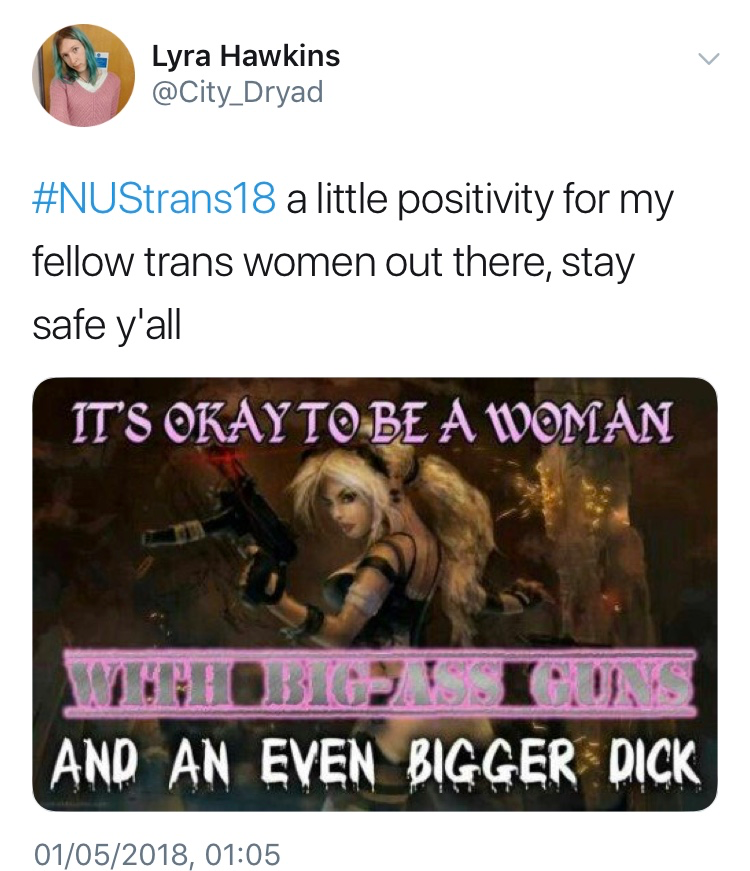 Lyra Hawkins
@City_Dryad
#NUStrans18 a little positivity for my
fellow trans women out there, stay
safe y'all
IT'S OKAY TO BE A WOMAN
WITH BIG-ASS GUNS
AND AN EVEN BIGGER DICK
01/05/2018, 01:05